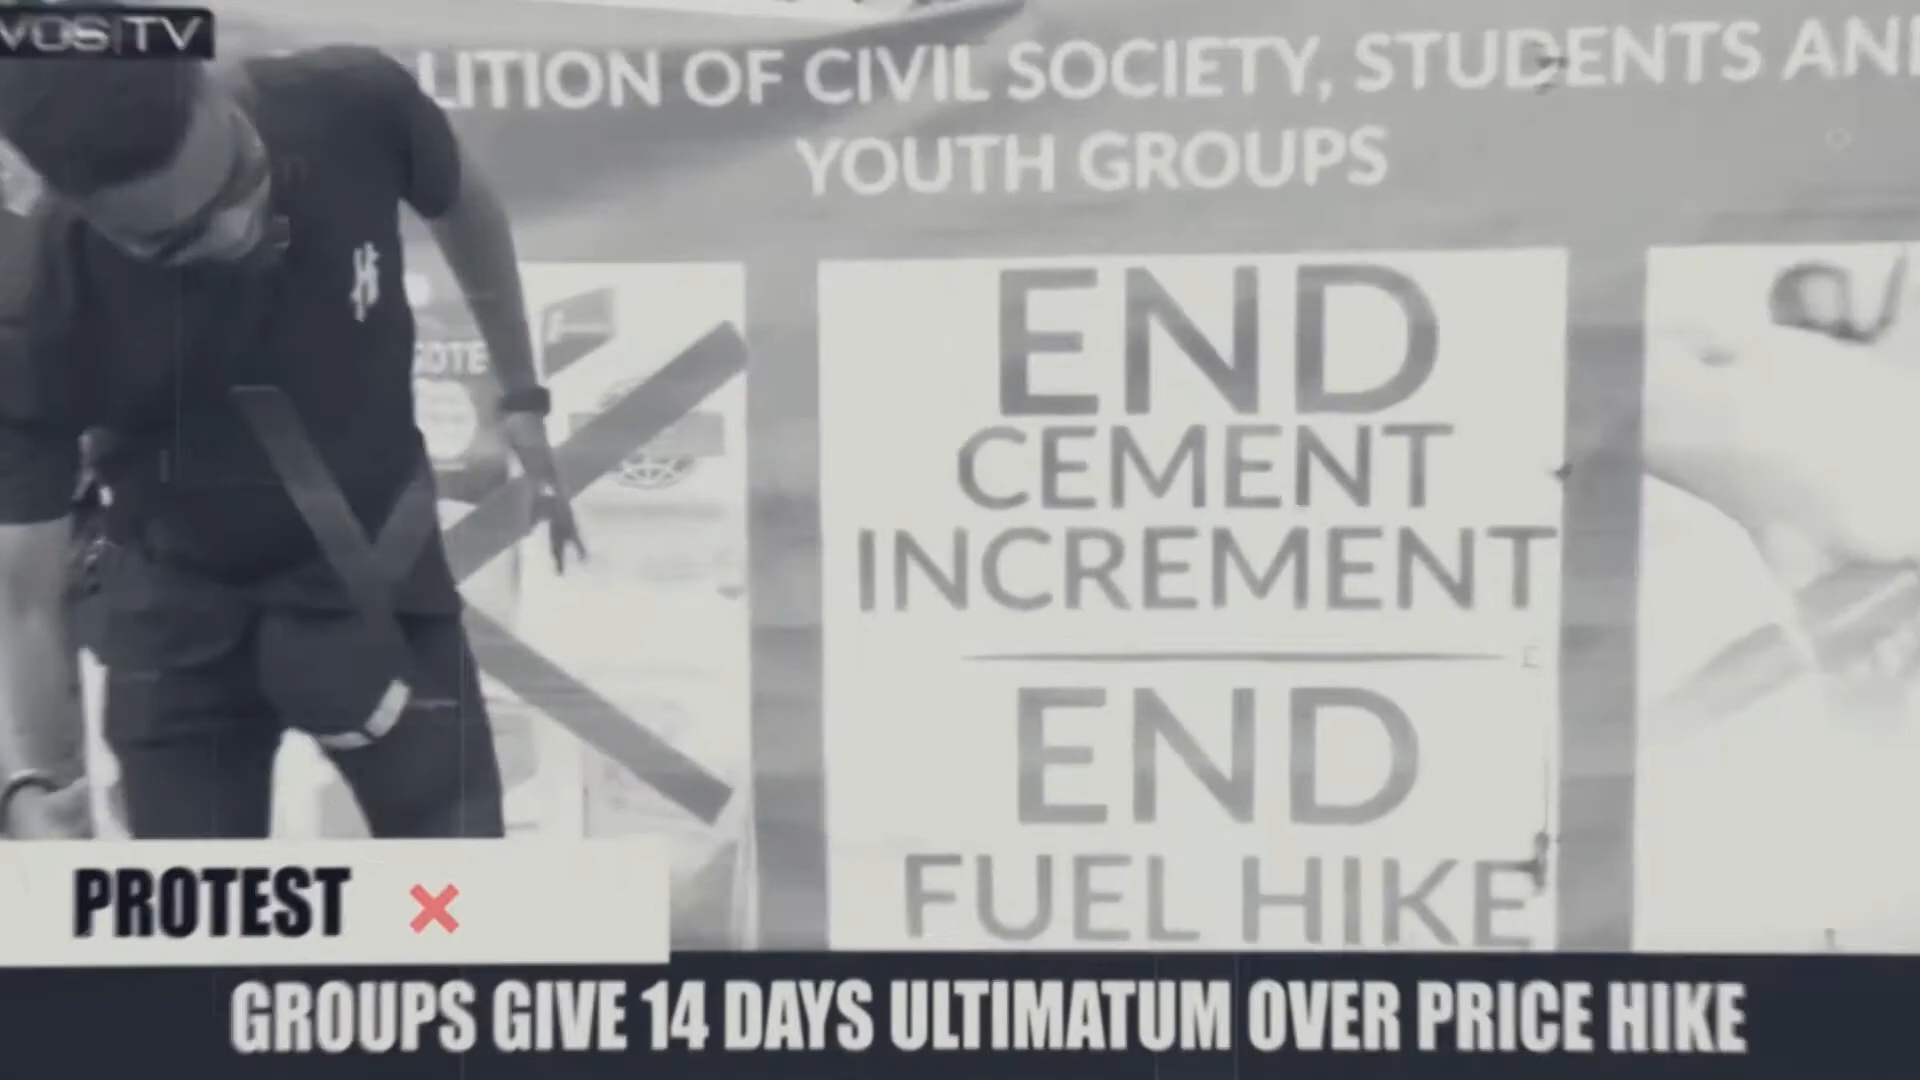 VOS|TV
LITION OF CIVIL SOCIETY, STUDENTS AN
YOUTH GROUPS
END
CEMENT
INCREMENT
END
FUEL HIKE
PROTEST
GROUPS GIVE 14 DAYS ULTIMATUM OVER PRICE HIKE